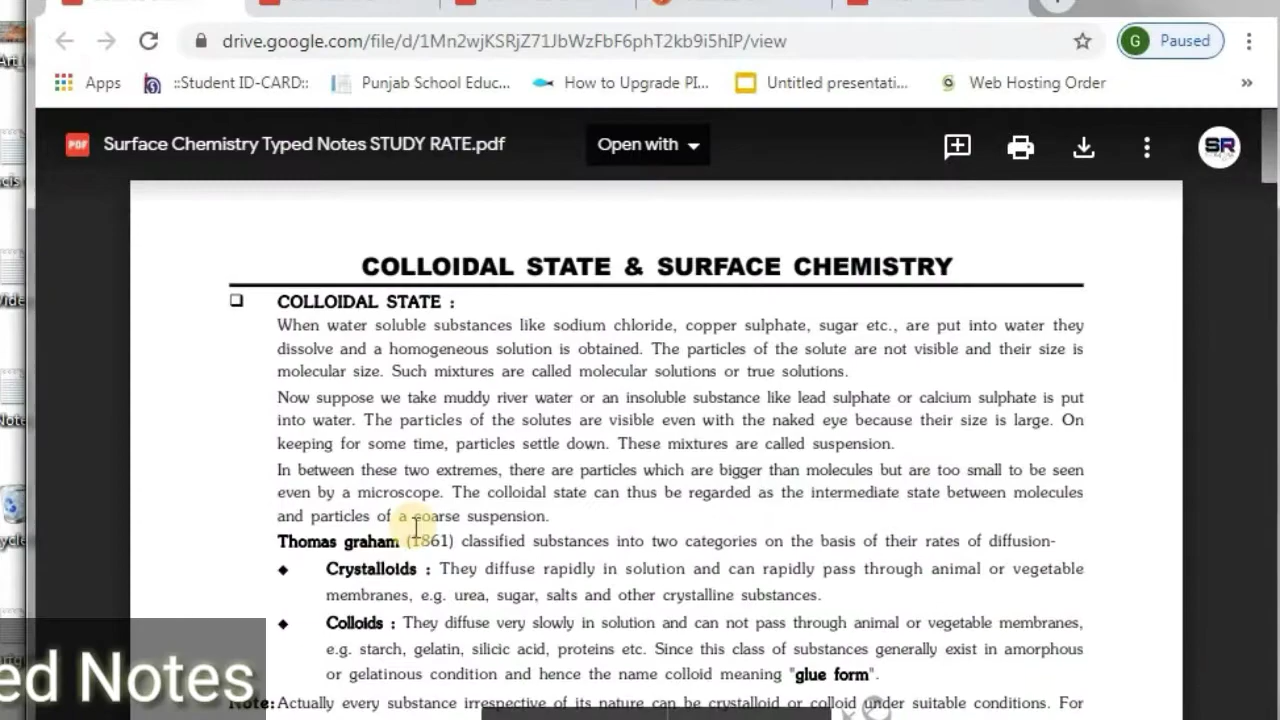 drive.google.com/file/d/1Mn2wjKSRjZ71JbWzFbF6phT2kb9i5hIP/view
G Paused
Apps ::Student ID-CARD:: Punjab School Educ... How to Upgrade PI... Untitled presentati... Web Hosting Order »
PDF Surface Chemistry Typed Notes STUDY RATE.pdf Open with SR
COLLOIDAL STATE & SURFACE CHEMISTRY
COLLOIDAL STATE :
When water soluble substances like sodium chloride, copper sulphate, sugar etc., are put into water they
dissolve and a homogeneous solution is obtained. The particles of the solute are not visible and their size is
molecular size. Such mixtures are called molecular solutions or true solutions.
Now suppose we take muddy river water or an insoluble substance like lead sulphate or calcium sulphate is put
into water. The particles of the solutes are visible even with the naked eye because their size is large. On
keeping for some time, particles settle down. These mixtures are called suspension.
In between these two extremes, there are particles which are bigger than molecules but are too small to be seen
even by a microscope. The colloidal state can thus be regarded as the intermediate state between molecules
and particles of a coarse suspension.
Thomas graham (1861) classified substances into two categories on the basis of their rates of diffusion-
Crystalloids : They diffuse rapidly in solution and can rapidly pass through animal or vegetable
membranes, e.g. urea, sugar, salts and other crystalline substances.
Colloids : They diffuse very slowly in solution and can not pass through animal or vegetable membranes,
e.g. starch, gelatin, silicic acid, proteins etc. Since this class of substances generally exist in amorphous
or gelatinous condition and hence the name colloid meaning "glue form".
Note: Actually every substance irrespective of its nature can be crystalloid or colloid under suitable conditions. For
ed Notes